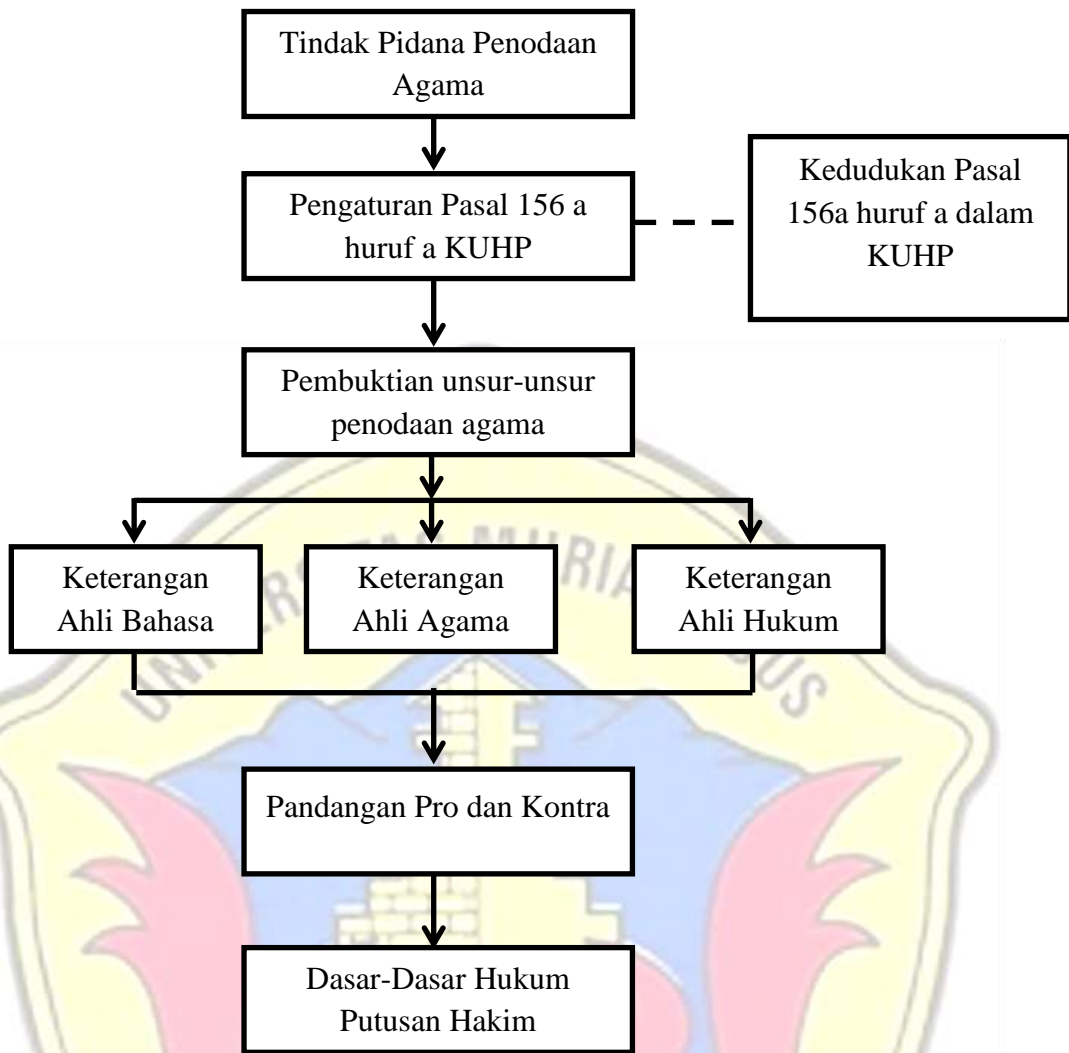 Tindak Pidana Penodaan
Agama
Pengaturan Pasal 156 a
huruf a KUHP
Kedudukan Pasal
156a huruf a dalam
KUHP
Pembuktian unsur-unsur
penodaan agama
Keterangan
Ahli Bahasa
Keterangan
Ahli Agama
Keterangan
Ahli Hukum
Pandangan Pro dan Kontra
Dasar-Dasar Hukum
Putusan Hakim